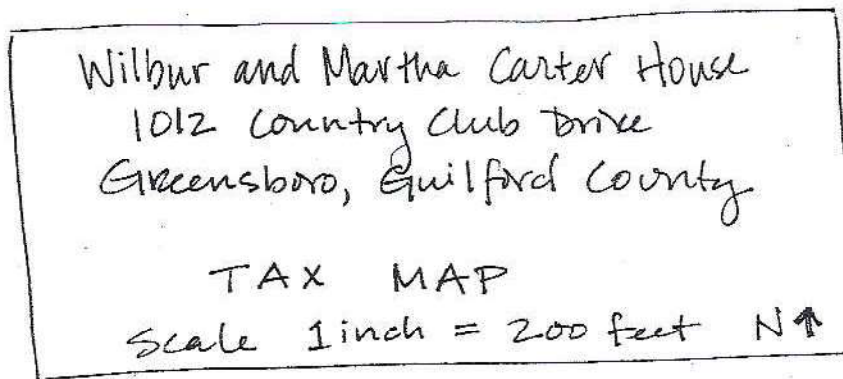 Wilbur and Martha Carter House
1012 Country Club Drive
Greensboro, Guilford County
TAX MAP
Scale 1 inch = 200 feet N↑